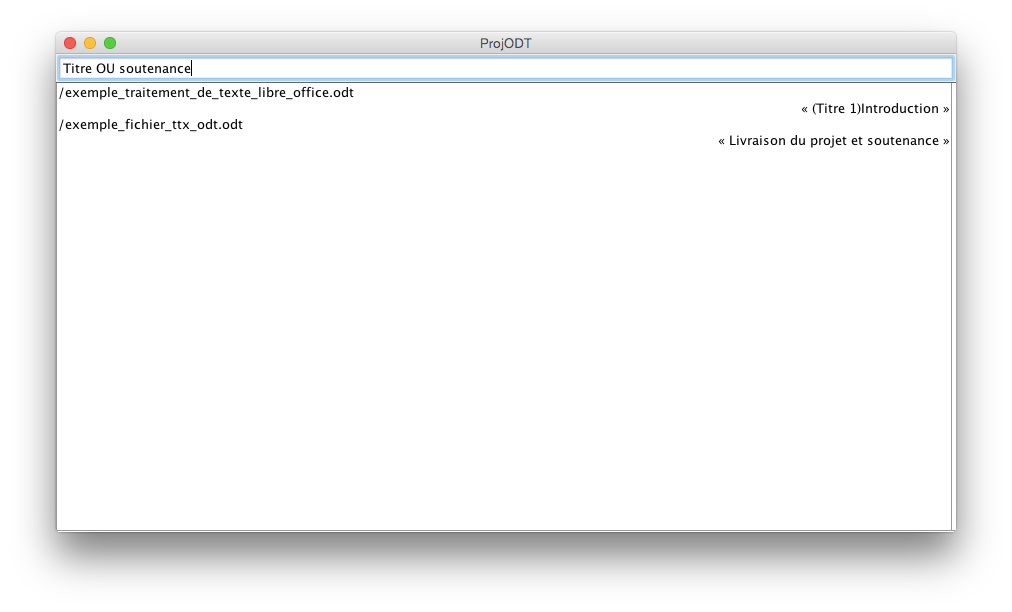 ProjODT
Titre OU soutenance
/exemple_traitement_de_texte_libre_office.odt
« (Titre 1)Introduction »
/exemple_fichier_ttx_odt.odt
« Livraison du projet et soutenance »